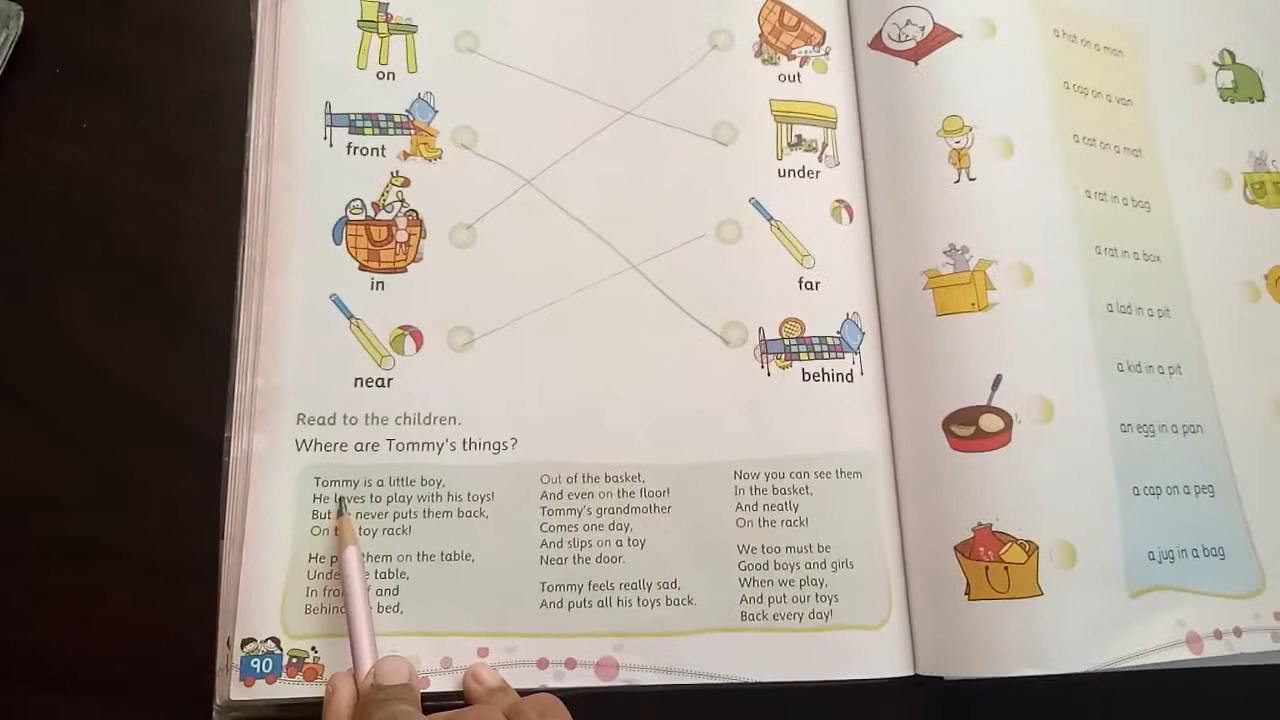 on
out
front
under
in
far
near
behind
Read to the children.
Where are Tommy's things?
Tommy is a little boy,
He loves to play with his toys!
But never puts them back,
On toy rack!
He them on the table,
table,
In and
bed,
Out of the basket,
And even on the floor!
Tommy's grandmother
Comes one day,
And slips on a toy
Near the door.
Tommy feels really sad,
And puts all his toys back.
Now you can see them
In the basket,
And neatly
On the rack!
We too must be
Good boys and girls
When we play,
And put our toys
Back every day!
90
a hat on a man
a cap on a van
a cat on a mat
a rat in a bag
a rat in a box
a lad in a pit
a kid in a pit
an egg in a pan
a cap on a peg
a jug in a bag